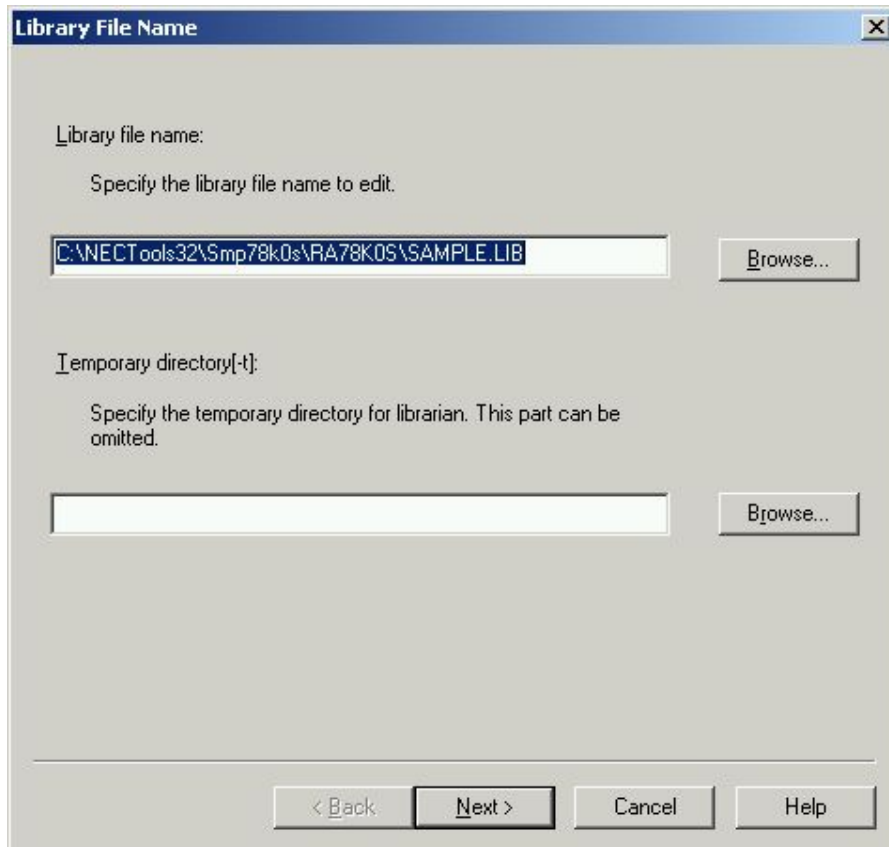 Library File Name
Library file name:
Specify the library file name to edit.
C:\NECTools32\Smp78k0s\RA78K0S\SAMPLE.LIB
Browse...
Temporary directory[-t]:
Specify the temporary directory for librarian. This part can be
omitted.
Browse...
< Back
Next >
Cancel
Help